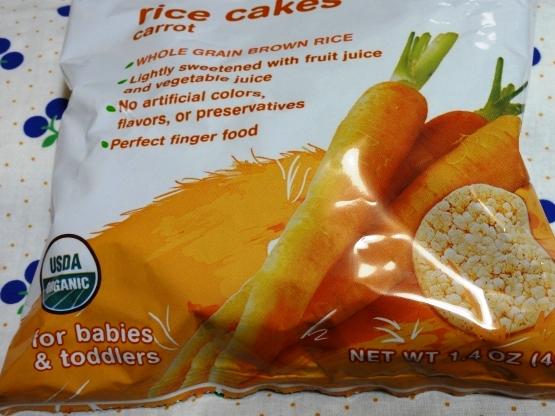 rice cakes
carrot
WHOLE GRAIN BROWN RICE
Lightly sweetened with fruit juice
and vegetable juice
No artificial colors,
flavors, or preservatives
Perfect finger food
USDA
ORGANIC
for babies
& toddlers
NET WT 1.4 OZ (4